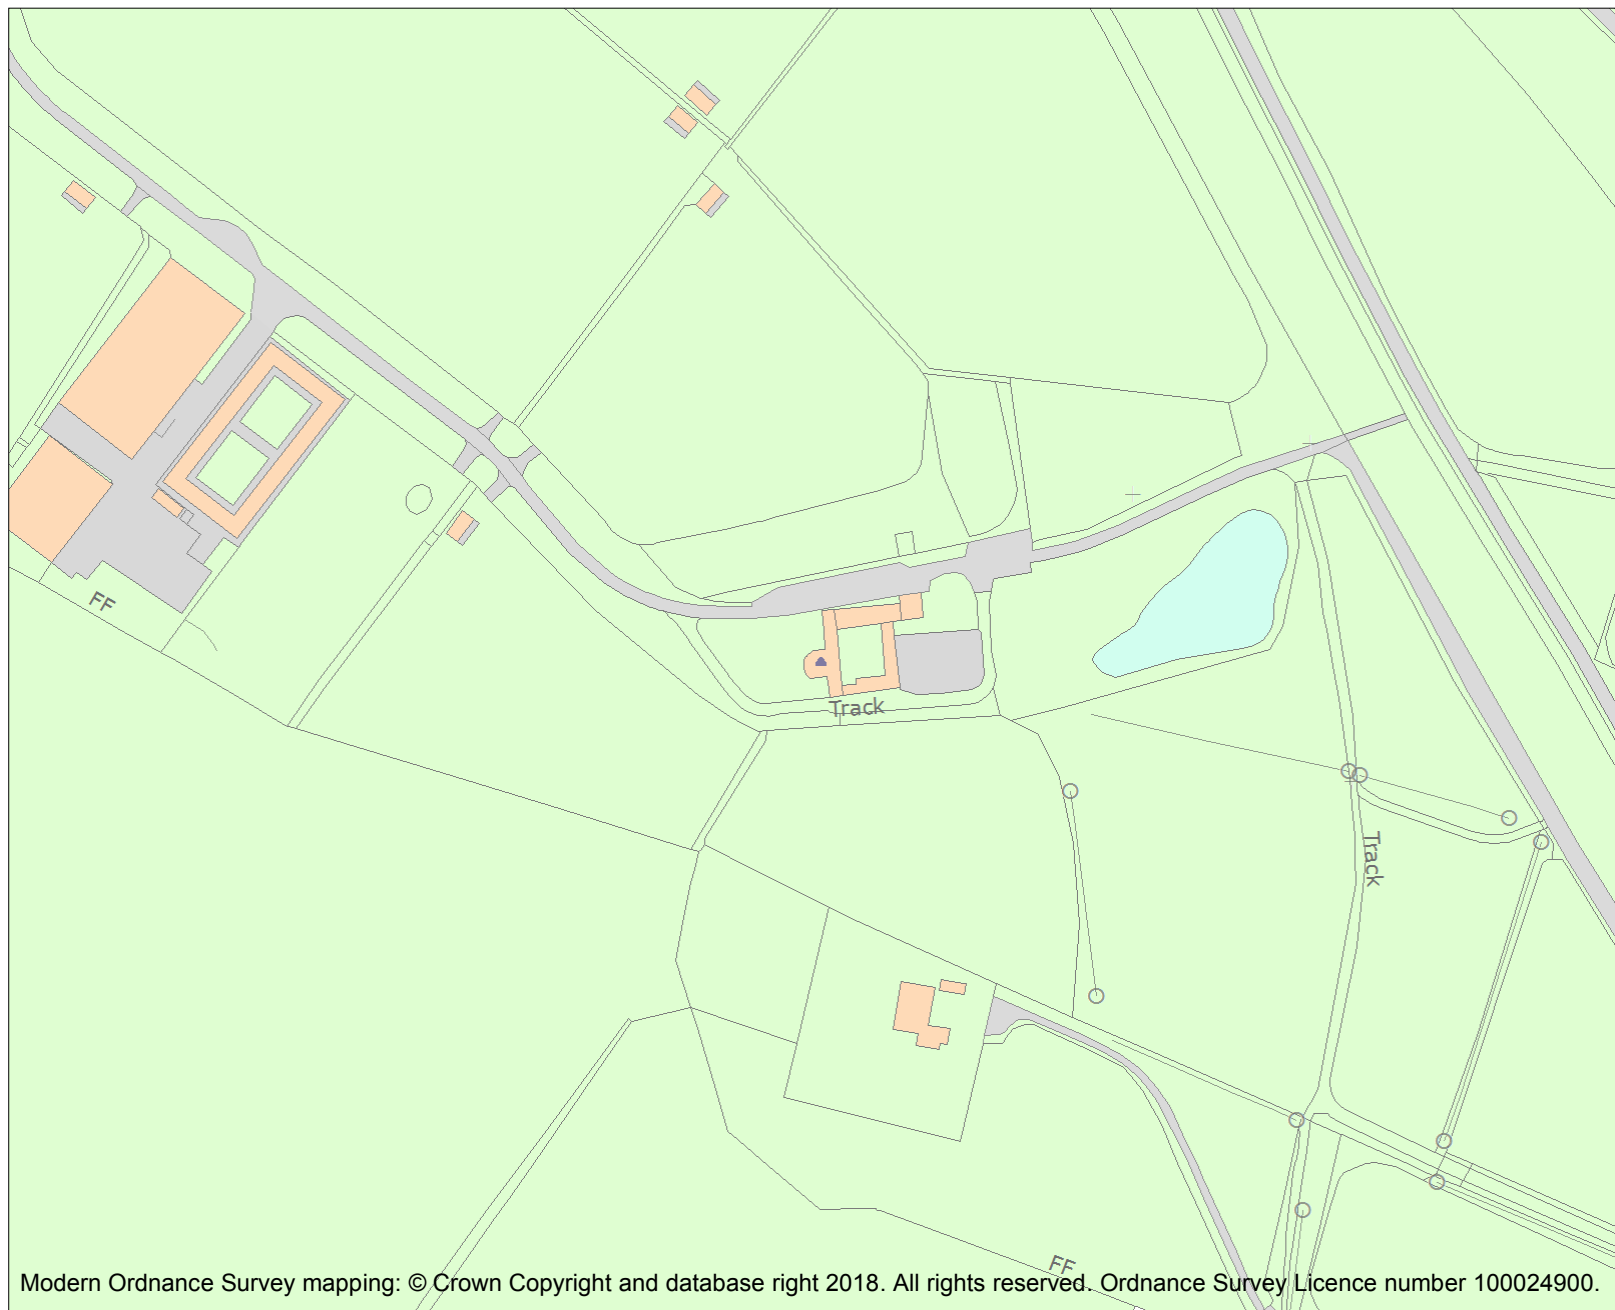 FF
Track
Track
FF
Modern Ordnance Survey mapping: © Crown Copyright and database right 2018. All rights reserved. Ordnance Survey Licence number 100024900.